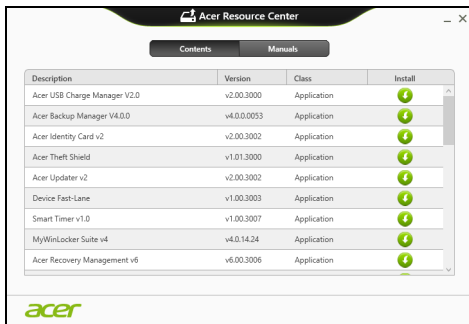 Acer Resource Center
Contents Manuals
Description Version Class Install
Acer USB Charge Manager V2.0 v2.00.3000 Application
Acer Backup Manager V4.0.0 v4.0.0.0053 Application
Acer Identity Card v2 v2.00.3002 Application
Acer Theft Shield v1.01.3000 Application
Acer Updater v2 v2.00.3002 Application
Device Fast-Lane v1.00.3003 Application
Smart Timer v1.0 v1.00.3007 Application
MyWinLocker Suite v4 v4.0.14.24 Application
Acer Recovery Management v6 v6.00.3006 Application
acer